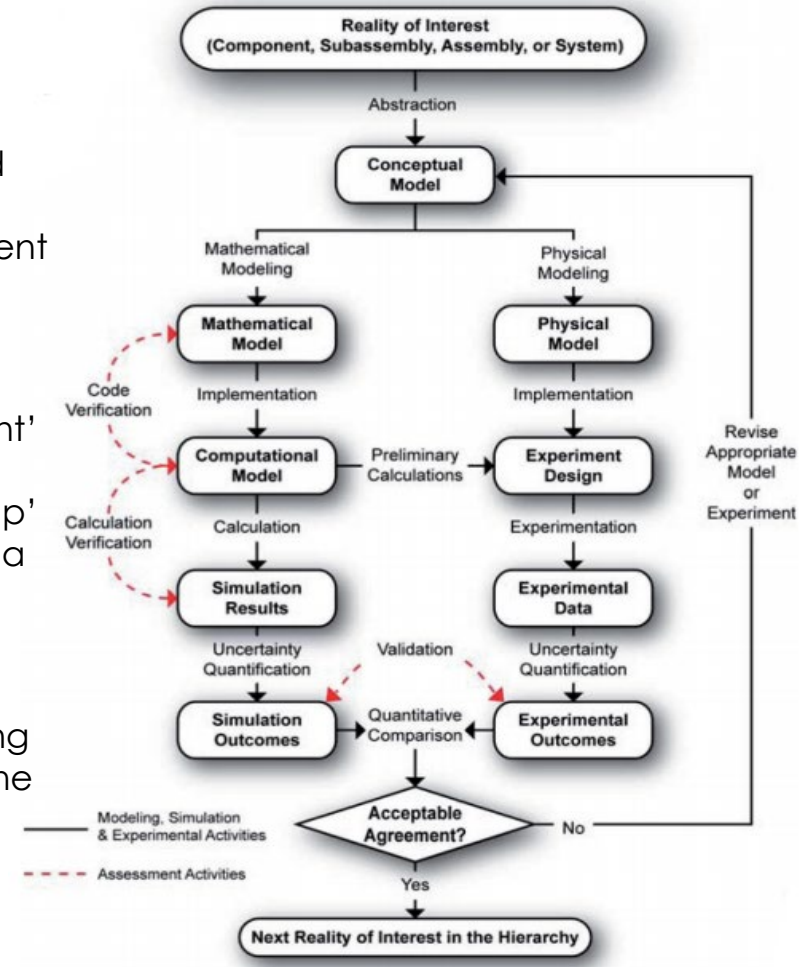 Reality of Interest
(Component, Subassembly, Assembly, or System)
Abstraction
Conceptual
Model
Mathematical
Modeling
Physical
Modeling
Mathematical
Model
Physical
Model
Code
Verification
Implementation
Implementation
Computational
Model
Preliminary
Calculations
Experiment
Design
Revise
Appropriate
Model
or
Experiment
Calculation
Verification
Calculation
Experimentation
Simulation
Results
Experimental
Data
Uncertainty
Quantification
Validation
Uncertainty
Quantification
Simulation
Outcomes
Quantitative
Comparison
Experimental
Outcomes
Modeling, Simulation
& Experimental Activities
Acceptable
Agreement?
No
Assessment Activities
Yes
Next Reality of Interest in the Hierarchy
ent
nt'
p'
a
ng